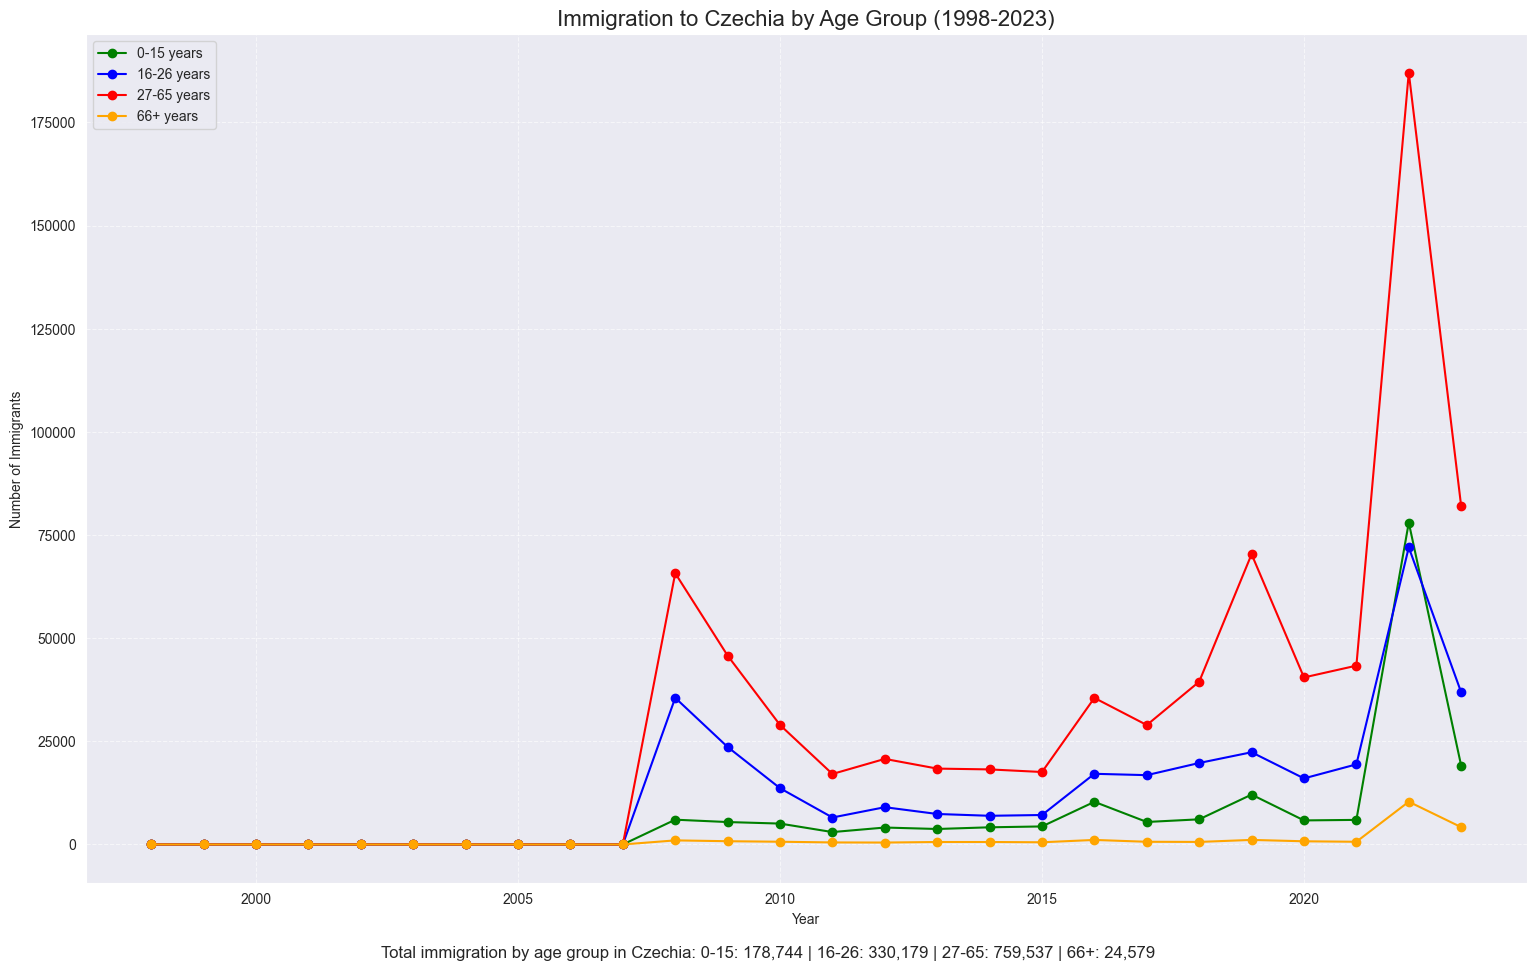 Immigration to Czechia by Age Group (1998-2023)
0-15 years
16-26 years
27-65 years
66+ years
175000
150000
125000
100000
75000
50000
25000
0
Number of Immigrants
2000
2005
2010
2015
2020
Year
Total immigration by age group in Czechia: 0-15: 178,744 | 16-26: 330,179 | 27-65: 759,537 | 66+: 24,579